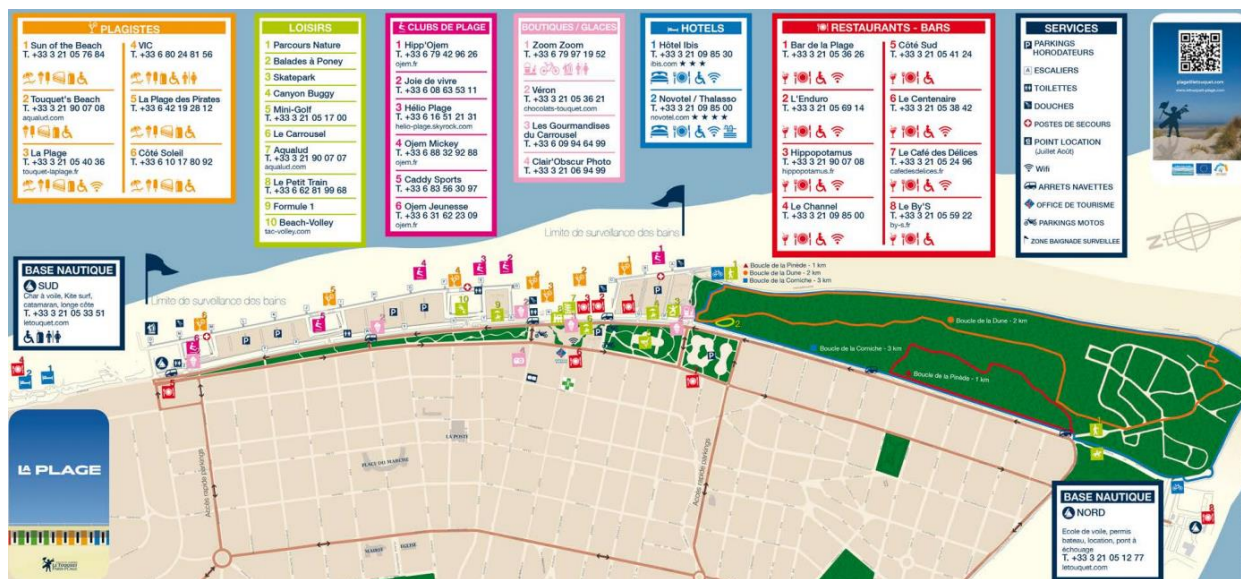 PLAGISTES
1 Sun of the Beach
T. +33 3 21 05 76 84
2 Touquet's Beach
T. +33 3 21 90 07 08
aqualud.com
3 La Plage
T. +33 3 21 05 40 36
touquet-laplage.fr
4 VIC
T. +33 6 80 24 81 56
5 La Plage des Pirates
T. +33 6 42 19 28 12
6 Côté Soleil
T. +33 6 10 17 80 92
LOISIRS
1 Parcours Nature
2 Balades à Poney
3 Skatepark
4 Canyon Buggy
5 Mini-Golf
T. +33 3 21 05 17 00
6 Le Carrousel
7 Aqualud
T. +33 3 21 90 07 07
aqualud.com
8 Le Petit Train
T. +33 6 62 81 99 68
9 Formule 1
10 Beach-Volley
tac-volley.com
CLUBS DE PLAGE
1 Hipp'Ojem
T. +33 6 79 42 96 26
ojem.fr
2 Joie de vivre
T. +33 6 08 63 53 11
3 Hélio Plage
T. +33 6 16 51 21 31
helio-plage.skyrock.com
4 Ojem Mickey
T. +33 6 88 32 92 88
ojem.fr
5 Caddy Sports
T. +33 6 83 56 30 97
6 Ojem Jeunesse
T. +33 6 31 62 23 09
ojem.fr
BOUTIQUES / GLACES
1 Zoom Zoom
T. +33 6 79 97 19 52
2 Véron
T. +33 3 21 05 36 21
chocolats-touquet.com
3 Les Gourmandises
du Carrousel
T. +33 6 09 94 64 99
4 Clair'Obscur Photo
T. +33 3 21 06 94 99
HOTELS
1 Hôtel Ibis
T. +33 3 21 09 85 30
ibis.com ★ ★ ★
2 Novotel / Thalasso
T. +33 3 21 09 85 00
novotel.com ★ ★ ★ ★
RESTAURANTS - BARS
1 Bar de la Plage
T. +33 3 21 05 36 26
2 L'Enduro
T. +33 3 21 05 69 14
3 Hippopotamus
T. +33 3 21 90 07 08
hippopotamus.fr
4 Le Channel
T. +33 3 21 09 85 00
5 Côté Sud
T. +33 3 21 05 41 24
6 Le Centenaire
T. +33 3 21 05 38 42
7 Le Café des Délices
T. +33 3 21 05 24 96
cafedesdelices.fr
8 Le By'S
T. +33 3 21 05 59 22
by-s.fr
SERVICES
P PARKINGS
HORODATEURS
A ESCALIERS
TOILETTES
DOUCHES
POSTES DE SECOURS
POINT LOCATION
(Juillet Août)
Wifi
ARRETS NAVETTES
OFFICE DE TOURISME
PARKINGS MOTOS
ZONE BAIGNADE SURVEILLEE
N
BASE NAUTIQUE
SUD
Char à voile, Kite surf,
catamaran, longe côte
T. +33 3 21 05 33 51
letouquet.com
Limite de surveillance des bains
Limite de surveillance des bains
Boucle de la Pinède - 1 km
Boucle de la Dune - 2 km
Boucle de la Corniche - 3 km
Boucle de la Dune - 2 km
Boucle de la Corniche - 3 km
Boucle de la Pinède - 1 km
Accès rapide parkings
Accès rapide parkings
LA POSTE
PLACE DU MARCHE
MAIRIE
EGLISE
LA PLAGE
BASE NAUTIQUE
NORD
Ecole de voile, permis
bateau, location, pont à
échouage
T. +33 3 21 05 12 77
letouquet.com